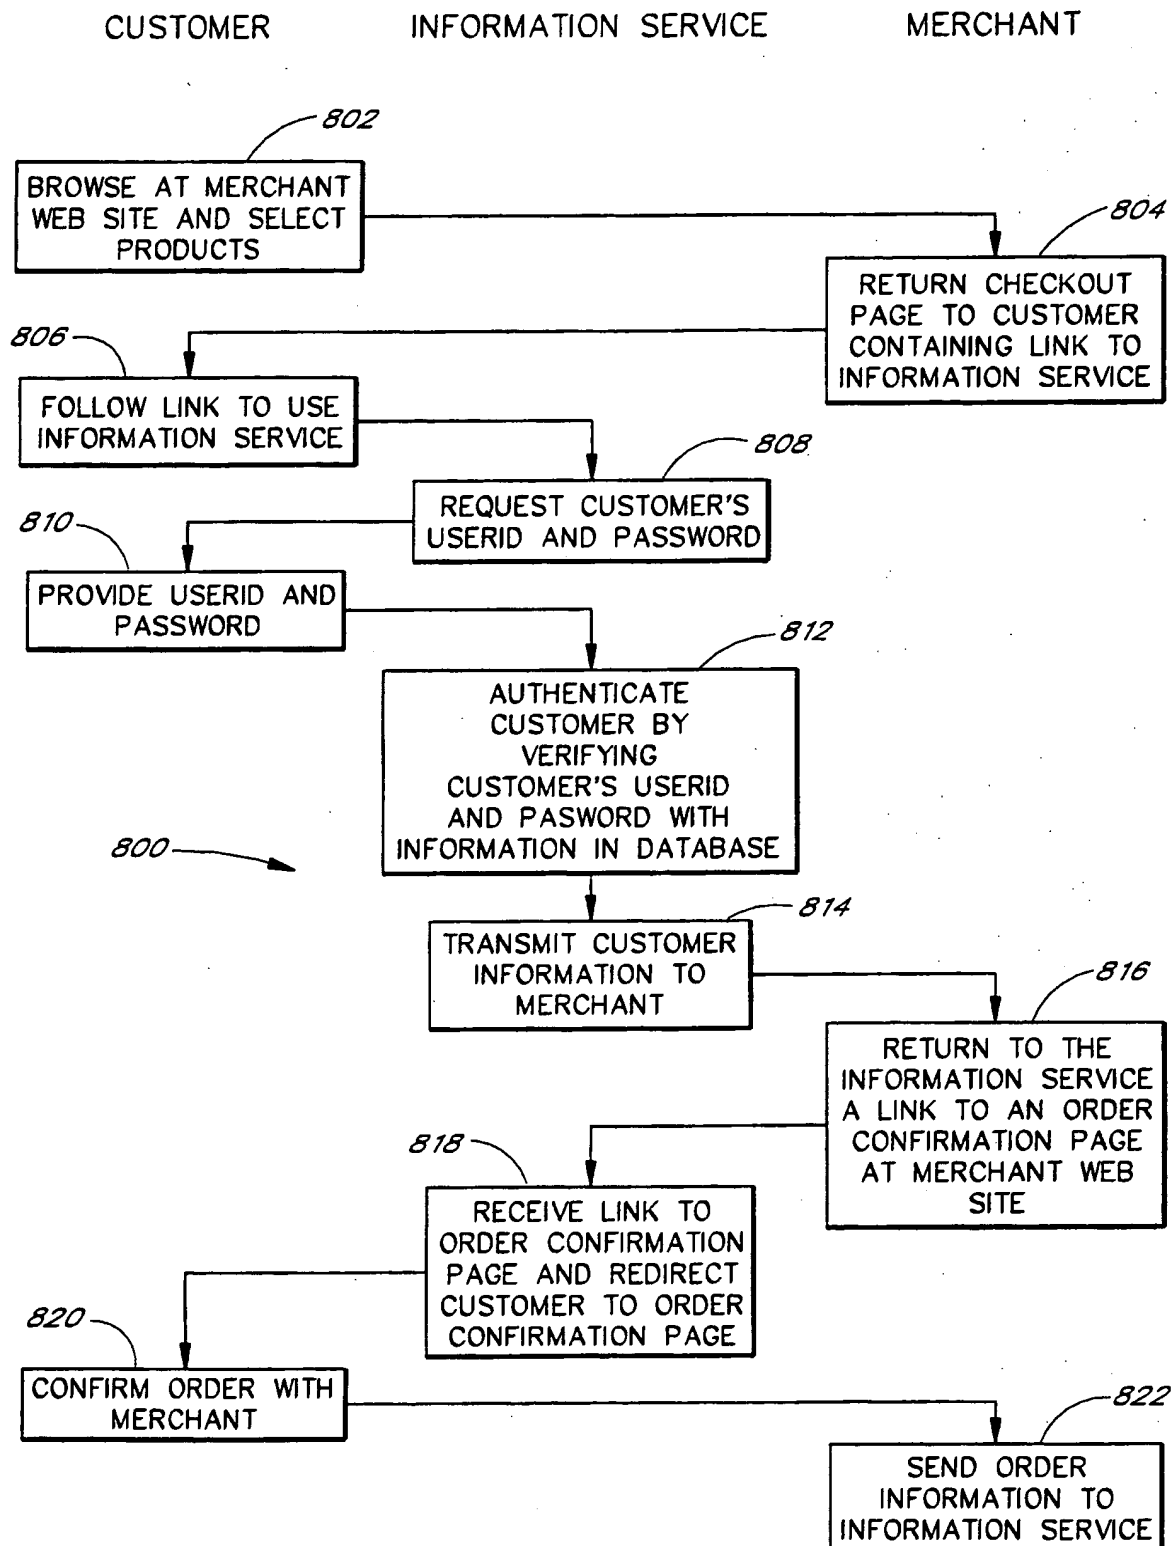 CUSTOMER INFORMATION SERVICE MERCHANT
802
BROWSE AT MERCHANT
WEB SITE AND SELECT
PRODUCTS
804
RETURN CHECKOUT
PAGE TO CUSTOMER
CONTAINING LINK TO
INFORMATION SERVICE
806
FOLLOW LINK TO USE
INFORMATION SERVICE
808
REQUEST CUSTOMER'S
USERID AND PASSWORD
810
PROVIDE USERID AND
PASSWORD
812
AUTHENTICATE
CUSTOMER BY
VERIFYING
CUSTOMER'S USERID
AND PASWORD WITH
INFORMATION IN DATABASE
800
814
TRANSMIT CUSTOMER
INFORMATION TO
MERCHANT
816
RETURN TO THE
INFORMATION SERVICE
A LINK TO AN ORDER
CONFIRMATION PAGE
AT MERCHANT WEB
SITE
818
RECEIVE LINK TO
ORDER CONFIRMATION
PAGE AND REDIRECT
CUSTOMER TO ORDER
CONFIRMATION PAGE
820
CONFIRM ORDER WITH
MERCHANT
822
SEND ORDER
INFORMATION TO
INFORMATION SERVICE